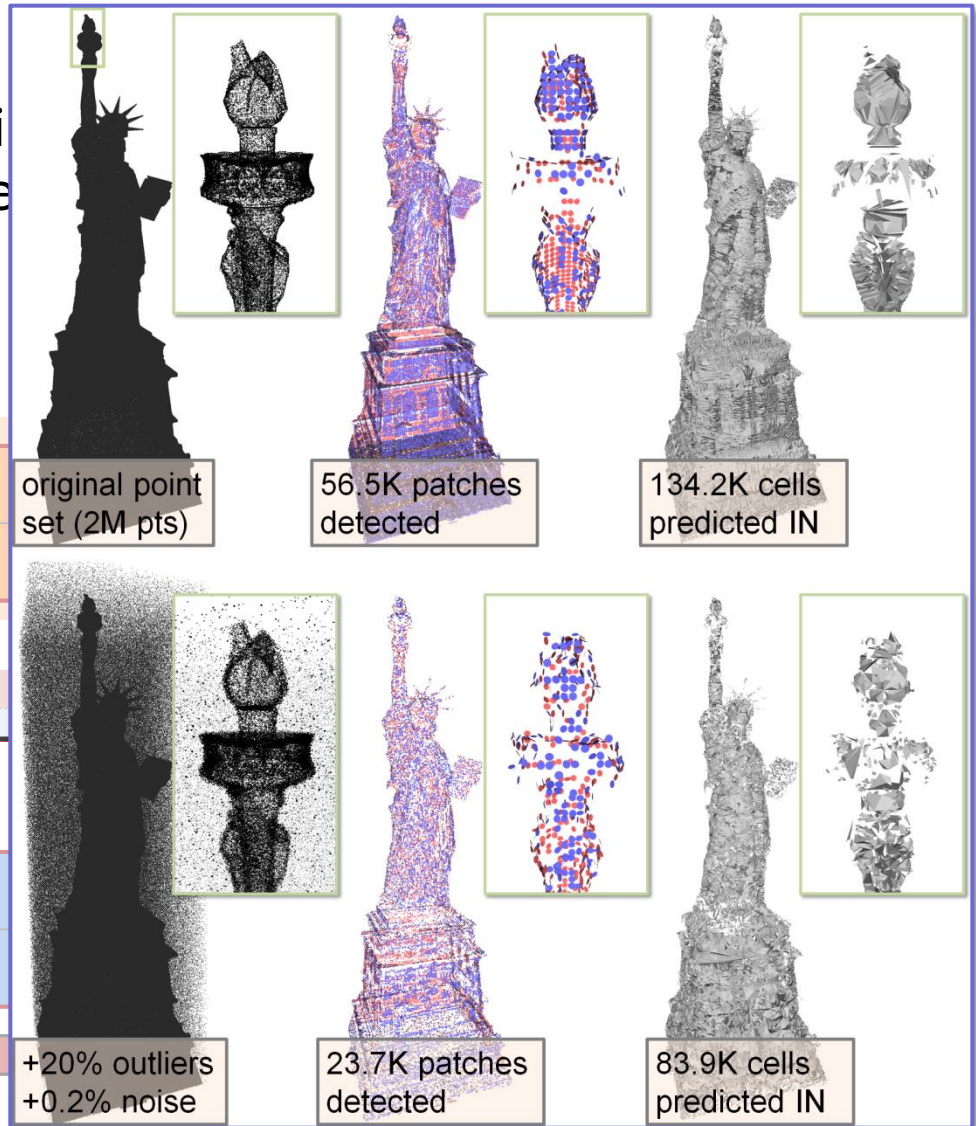 original point
set (2M pts)
56.5K patches
detected
134.2K cells
predicted IN
+20% outliers
+0.2% noise
23.7K patches
detected
83.9K cells
predicted IN